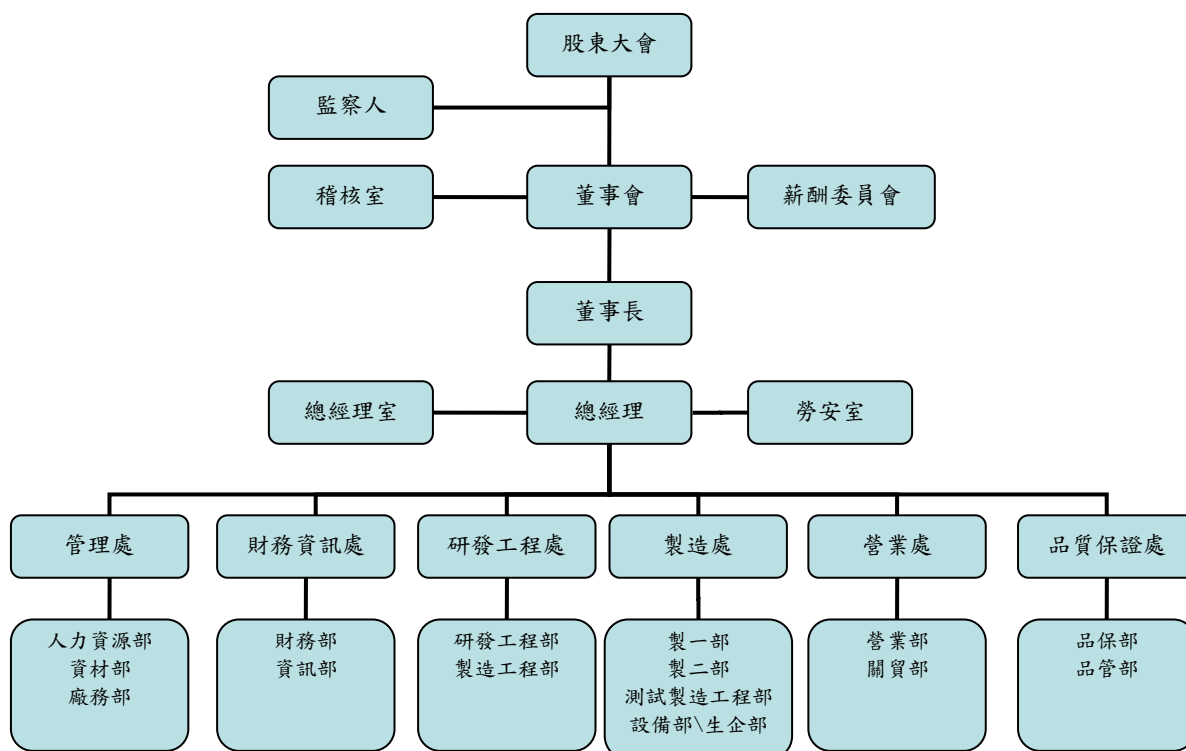 股東大會
監察人
稽核室
董事會
薪酬委員會
董事長
總經理室
總經理
勞安室
管理處
財務資訊處
研發工程處
製造處
營業處
品質保證處
人力資源部
資材部
廠務部
財務部
資訊部
研發工程部
製造工程部
製一部
製二部
測試製造工程部
設備部\生企部
營業部
關貿部
品保部
品管部